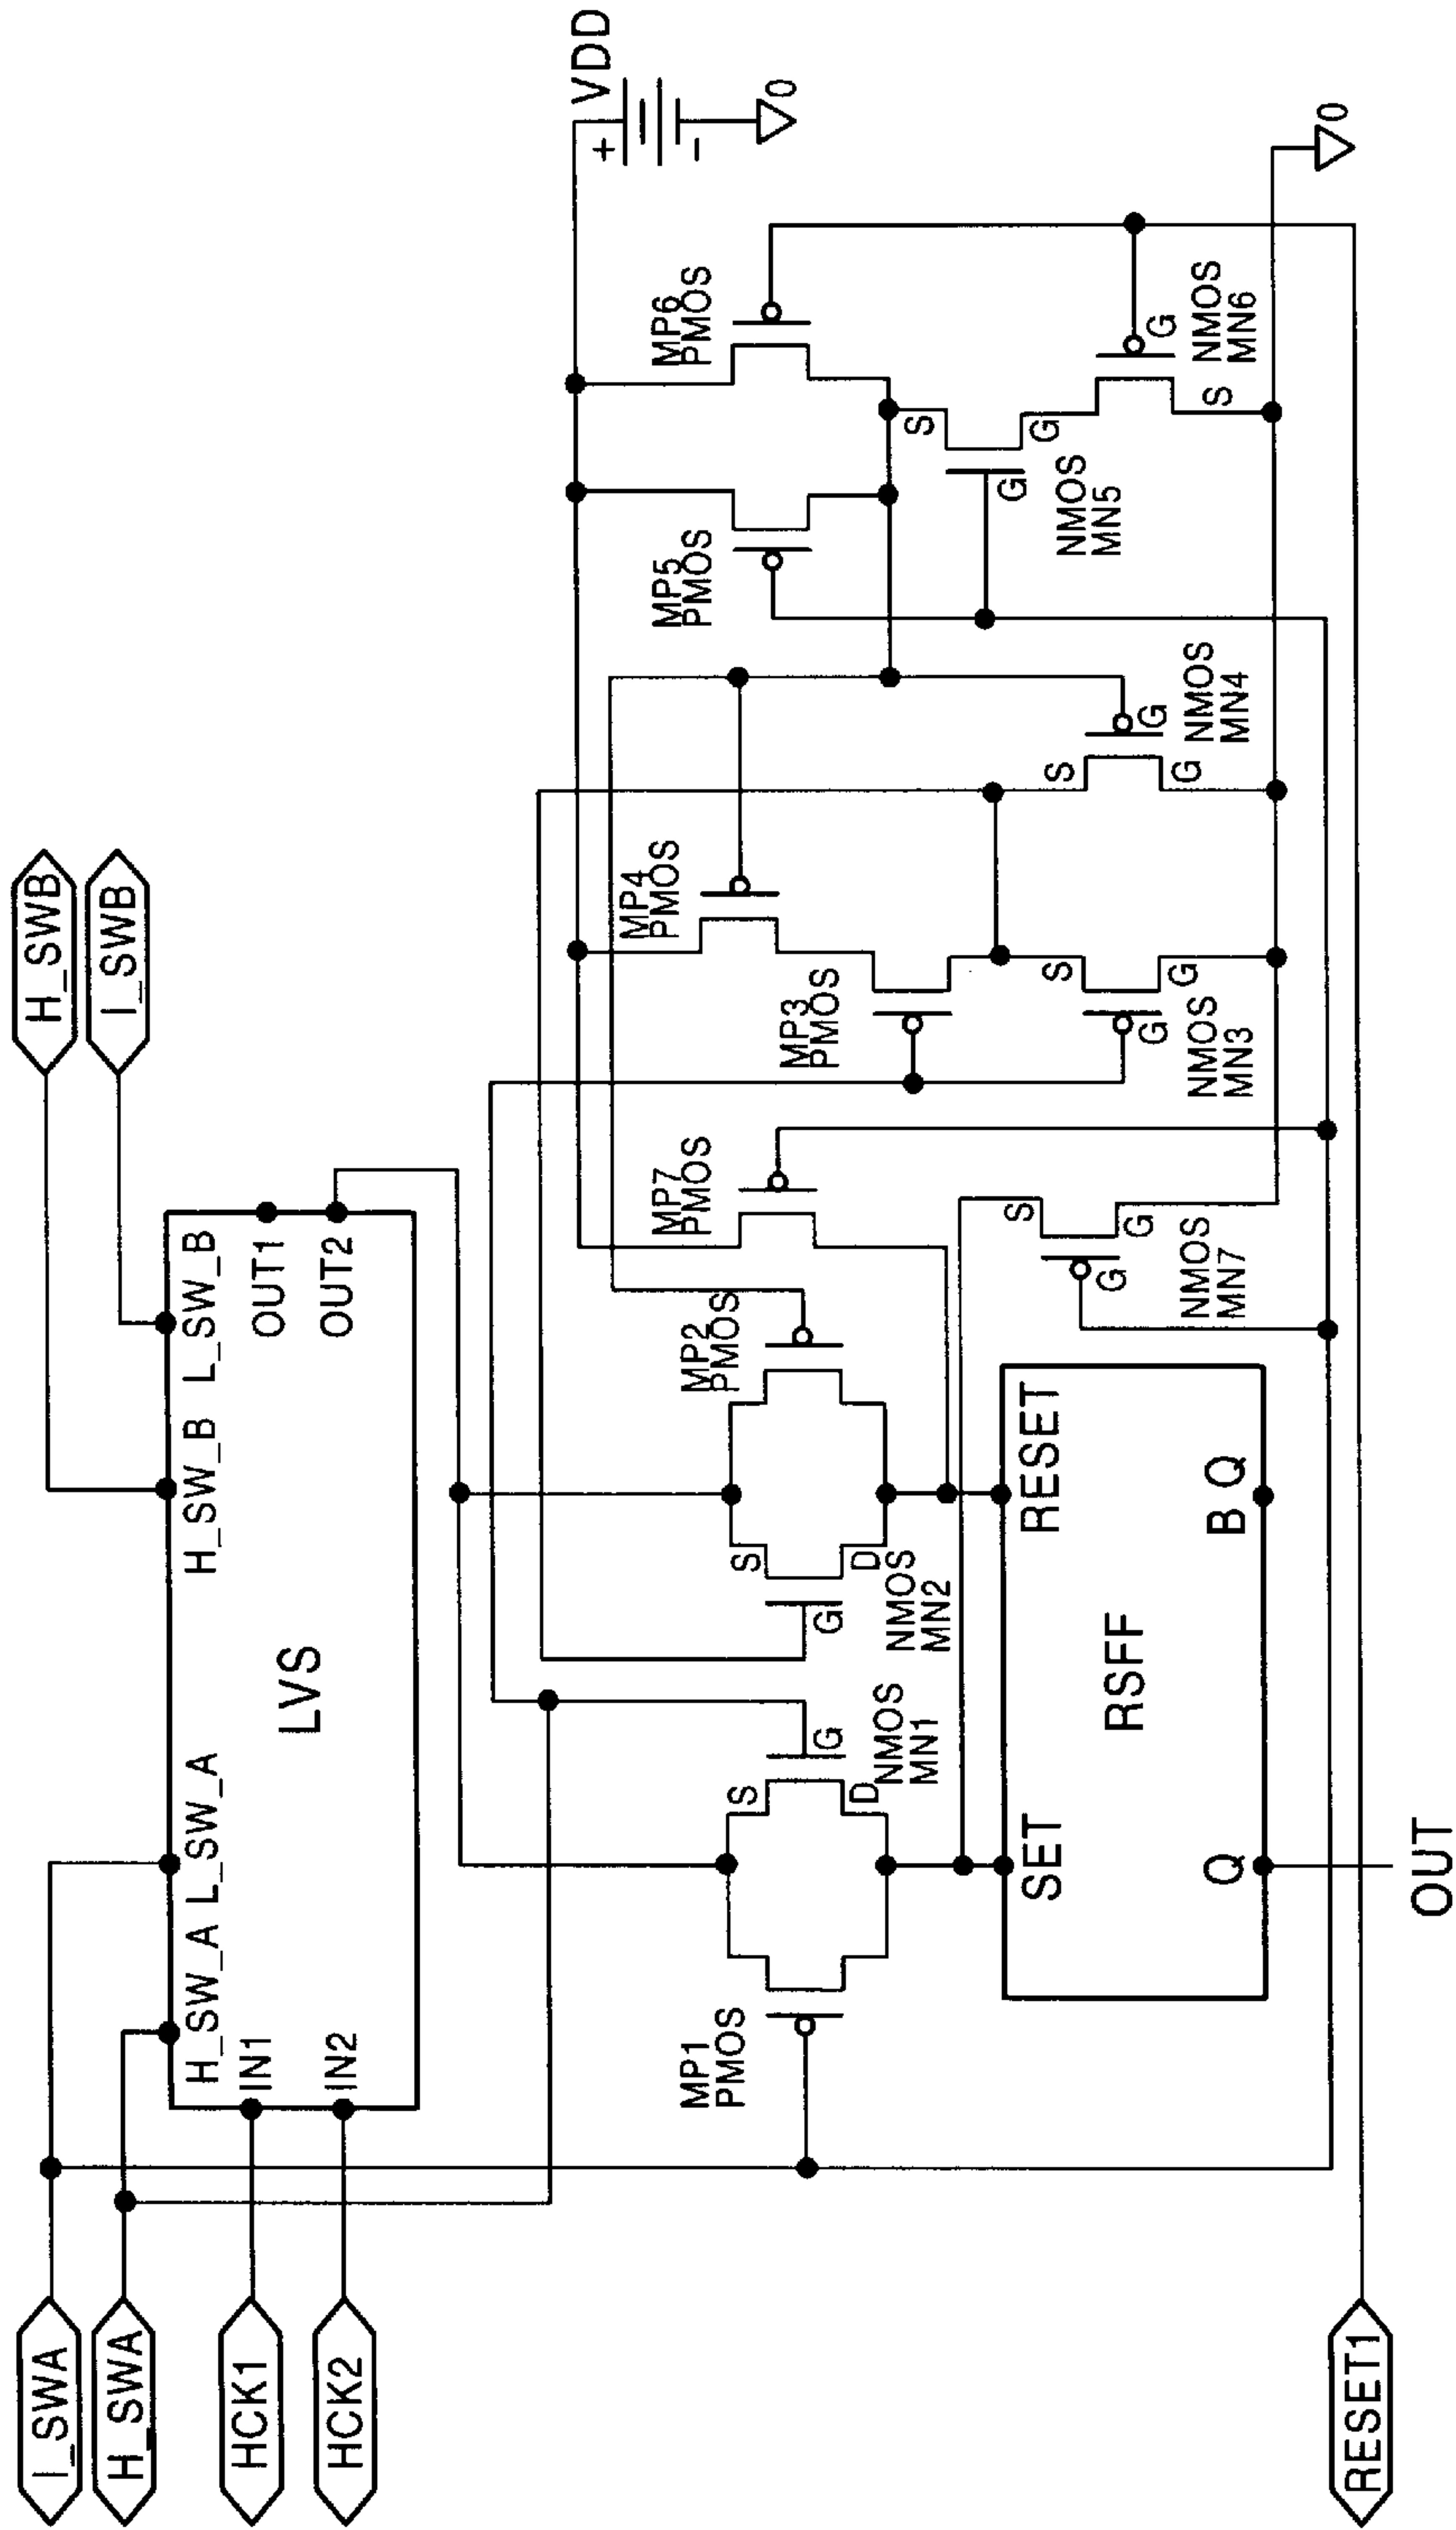 I_SWA
H_SWA
HCK1
HCK2
RESET1
H_SWB
I_SWB
H_SW_A
L_SW_A
H_SW_B
L_SW_B
IN1
IN2
LVS
OUT1
OUT2
VDD
+
-
0
MP1
PMOS
S
G
D
NMOS
MN1
S
G
D
NMOS
MN2
MP2
PMOS
MP7
PMOS
S
G
G
NMOS
MN7
MP3
PMOS
S
G
G
NMOS
MN3
MP4
PMOS
S
G
G
NMOS
MN4
MP5
PMOS
S
G
G
NMOS
MN5
MP6
PMOS
G
S
NMOS
MN6
0
SET
RESET
RSFF
Q
B Q
OUT